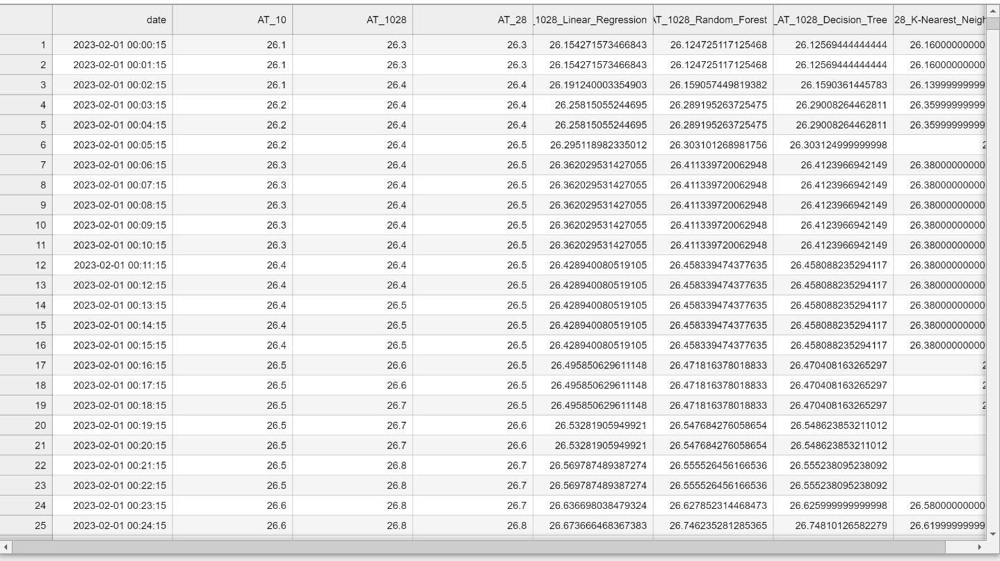 date AT_10 AT_1028 AT_28 _1028_Linear_Regression AT_1028_Random_Forest _AT_1028_Decision_Tree 28_K-Nearest_Neigh
1 2023-02-01 00:00:15 26.1 26.3 26.3 26.154271573466843 26.124725117125468 26.12569444444444 26.16000000000
2 2023-02-01 00:01:15 26.1 26.3 26.3 26.154271573466843 26.124725117125468 26.12569444444444 26.16000000000
3 2023-02-01 00:02:15 26.1 26.4 26.4 26.191240003354903 26.159057449819382 26.1590361445783 26.13999999999
4 2023-02-01 00:03:15 26.2 26.4 26.4 26.25815055244695 26.289195263725475 26.29008264462811 26.35999999999
5 2023-02-01 00:04:15 26.2 26.4 26.4 26.25815055244695 26.289195263725475 26.29008264462811 26.35999999999
6 2023-02-01 00:05:15 26.2 26.4 26.5 26.295118982335012 26.303101268981756 26.303124999999998 2
7 2023-02-01 00:06:15 26.3 26.4 26.5 26.362029531427055 26.411339720062948 26.4123966942149 26.38000000000
8 2023-02-01 00:07:15 26.3 26.4 26.5 26.362029531427055 26.411339720062948 26.4123966942149 26.38000000000
9 2023-02-01 00:08:15 26.3 26.4 26.5 26.362029531427055 26.411339720062948 26.4123966942149 26.38000000000
10 2023-02-01 00:09:15 26.3 26.4 26.5 26.362029531427055 26.411339720062948 26.4123966942149 26.38000000000
11 2023-02-01 00:10:15 26.3 26.4 26.5 26.362029531427055 26.411339720062948 26.4123966942149 26.38000000000
12 2023-02-01 00:11:15 26.4 26.4 26.5 26.428940080519105 26.458339474377635 26.458088235294117 26.38000000000
13 2023-02-01 00:12:15 26.4 26.4 26.5 26.428940080519105 26.458339474377635 26.458088235294117 26.38000000000
14 2023-02-01 00:13:15 26.4 26.5 26.5 26.428940080519105 26.458339474377635 26.458088235294117 26.38000000000
15 2023-02-01 00:14:15 26.4 26.5 26.5 26.428940080519105 26.458339474377635 26.458088235294117 26.38000000000
16 2023-02-01 00:15:15 26.4 26.5 26.5 26.428940080519105 26.458339474377635 26.458088235294117 26.38000000000
17 2023-02-01 00:16:15 26.5 26.6 26.5 26.495850629611148 26.471816378018833 26.470408163265297 2
18 2023-02-01 00:17:15 26.5 26.6 26.5 26.495850629611148 26.471816378018833 26.470408163265297 2
19 2023-02-01 00:18:15 26.5 26.7 26.5 26.495850629611148 26.471816378018833 26.470408163265297 2
20 2023-02-01 00:19:15 26.5 26.7 26.6 26.53281905949921 26.547684276058654 26.548623853211012
21 2023-02-01 00:20:15 26.5 26.7 26.6 26.53281905949921 26.547684276058654 26.548623853211012
22 2023-02-01 00:21:15 26.5 26.8 26.7 26.569787489387274 26.555526456166536 26.555238095238092
23 2023-02-01 00:22:15 26.5 26.8 26.7 26.569787489387274 26.555526456166536 26.555238095238092
24 2023-02-01 00:23:15 26.6 26.8 26.7 26.636698038479324 26.627852314468473 26.625999999999998 26.58000000000
25 2023-02-01 00:24:15 26.6 26.8 26.8 26.673666468367383 26.746235281285365 26.74810126582279 26.61999999999